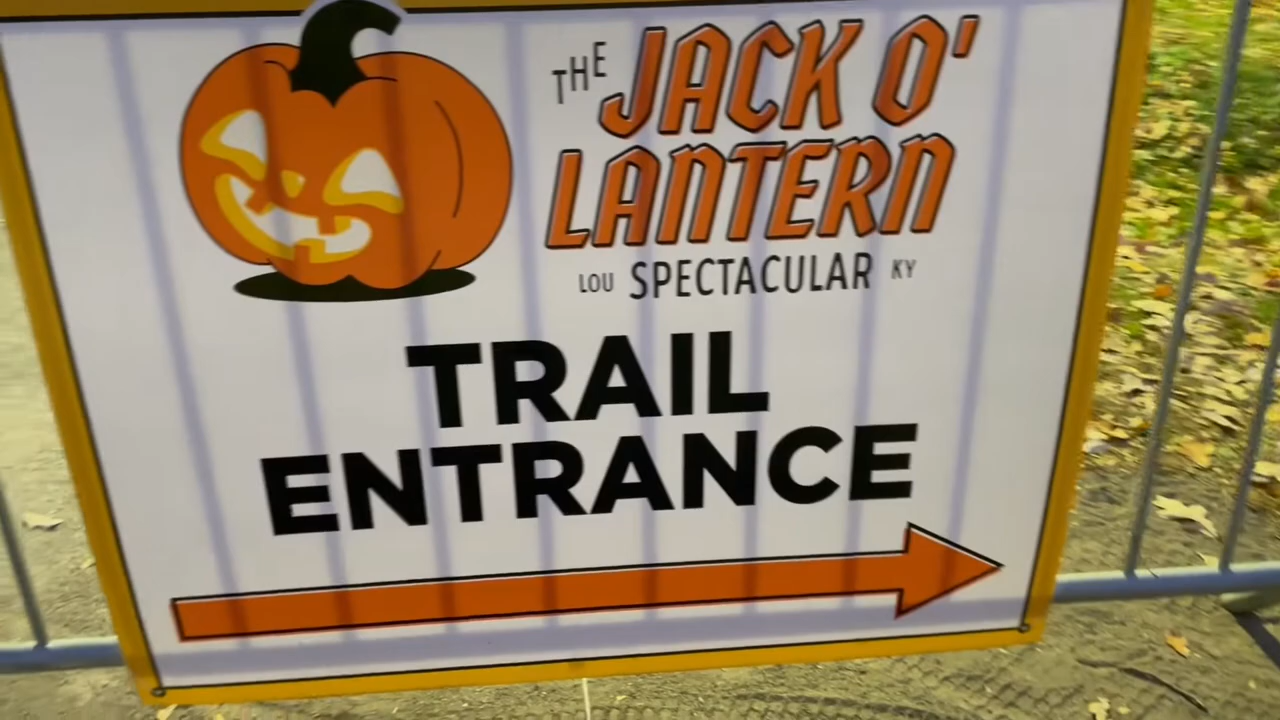 THE JACK O'
LANTERN
LOU SPECTACULAR KY
TRAIL
ENTRANCE